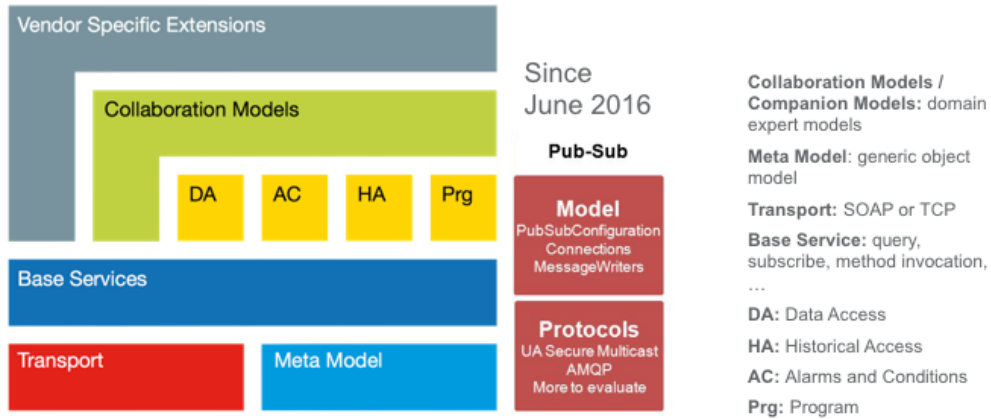 Vendor Specific Extensions
Collaboration Models
DA
AC
HA
Prg
Base Services
Transport
Meta Model
Since
June 2016
Pub-Sub
Model
PubSubConfiguration
Connections
MessageWriters
Protocols
UA Secure Multicast
AMQP
More to evaluate
Collaboration Models /
Companion Models: domain
expert models
Meta Model: generic object
model
Transport: SOAP or TCP
Base Service: query,
subscribe, method invocation,
…
DA: Data Access
HA: Historical Access
AC: Alarms and Conditions
Prg: Program